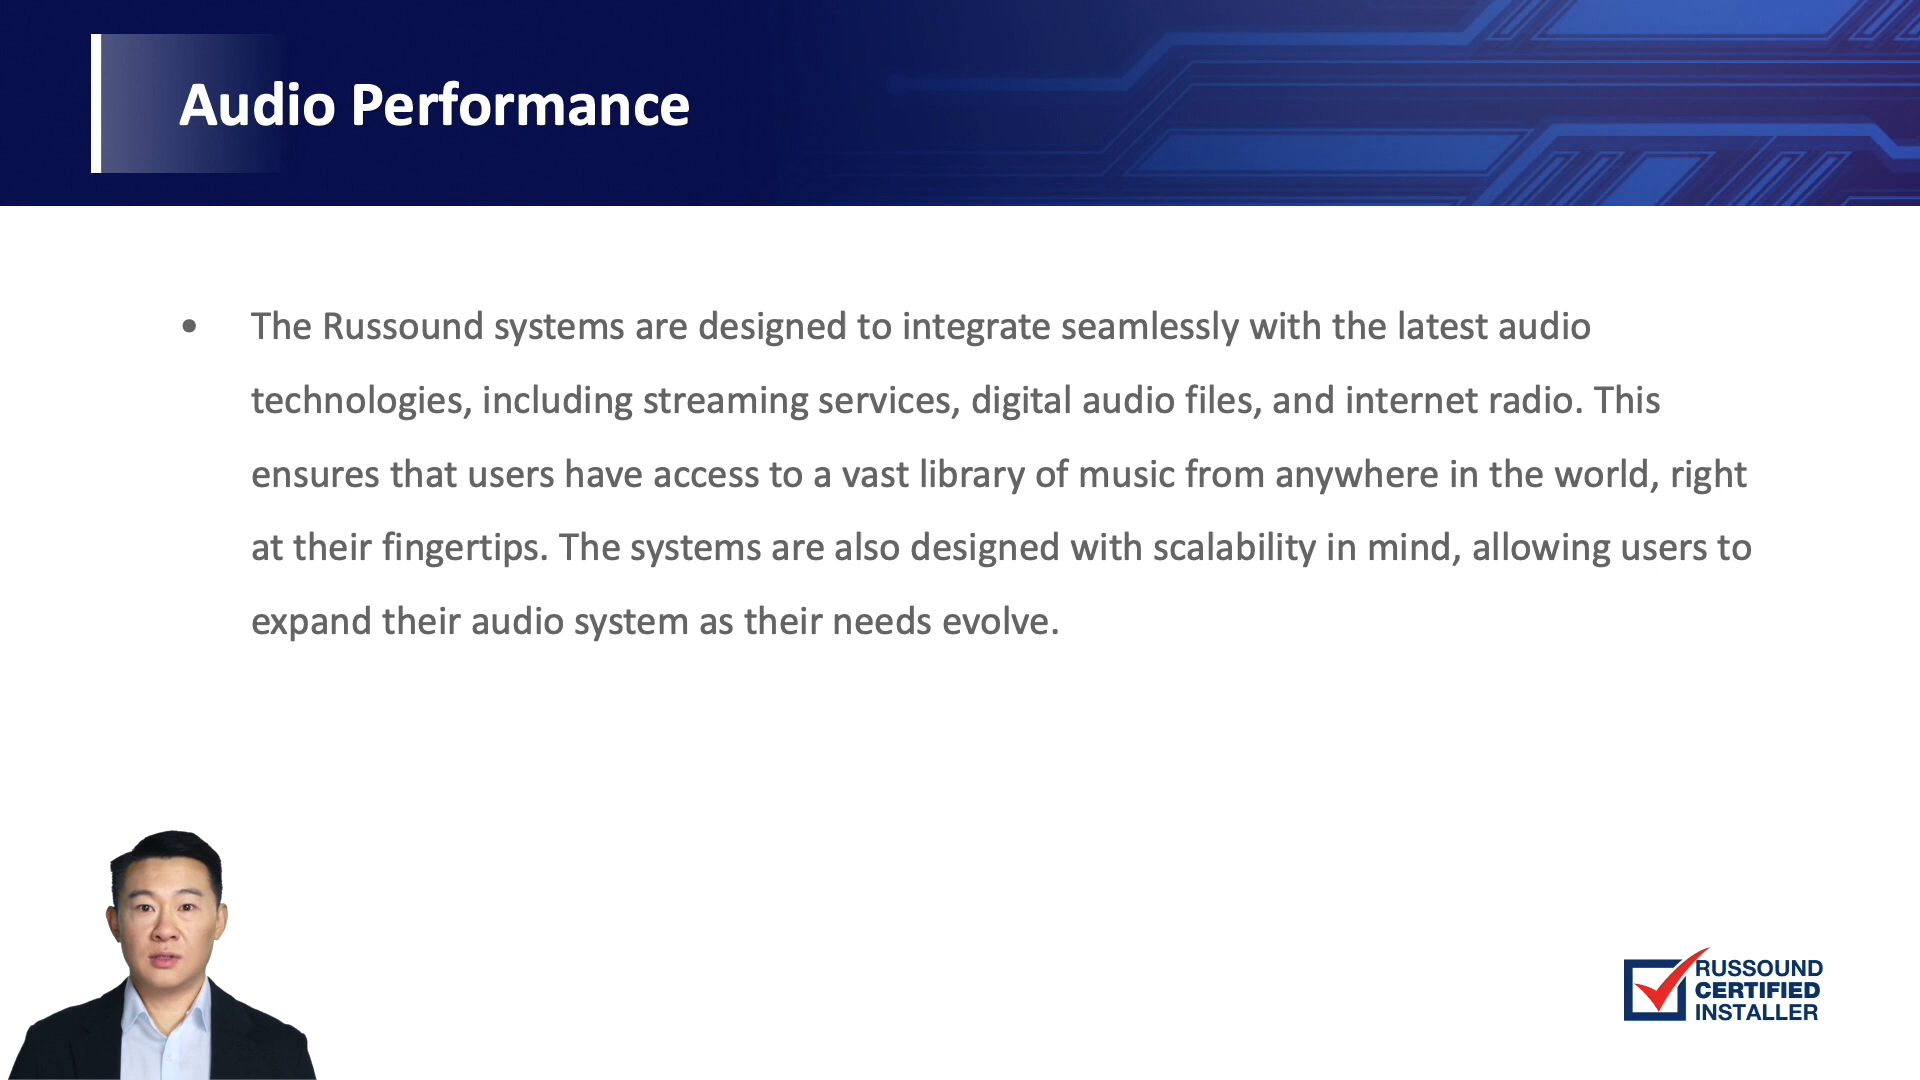 Audio Performance
• The Russound systems are designed to integrate seamlessly with the latest audio
technologies, including streaming services, digital audio files, and internet radio. This
ensures that users have access to a vast library of music from anywhere in the world, right
at their fingertips. The systems are also designed with scalability in mind, allowing users to
expand their audio system as their needs evolve.
RUSSOUND
CERTIFIED
INSTALLER